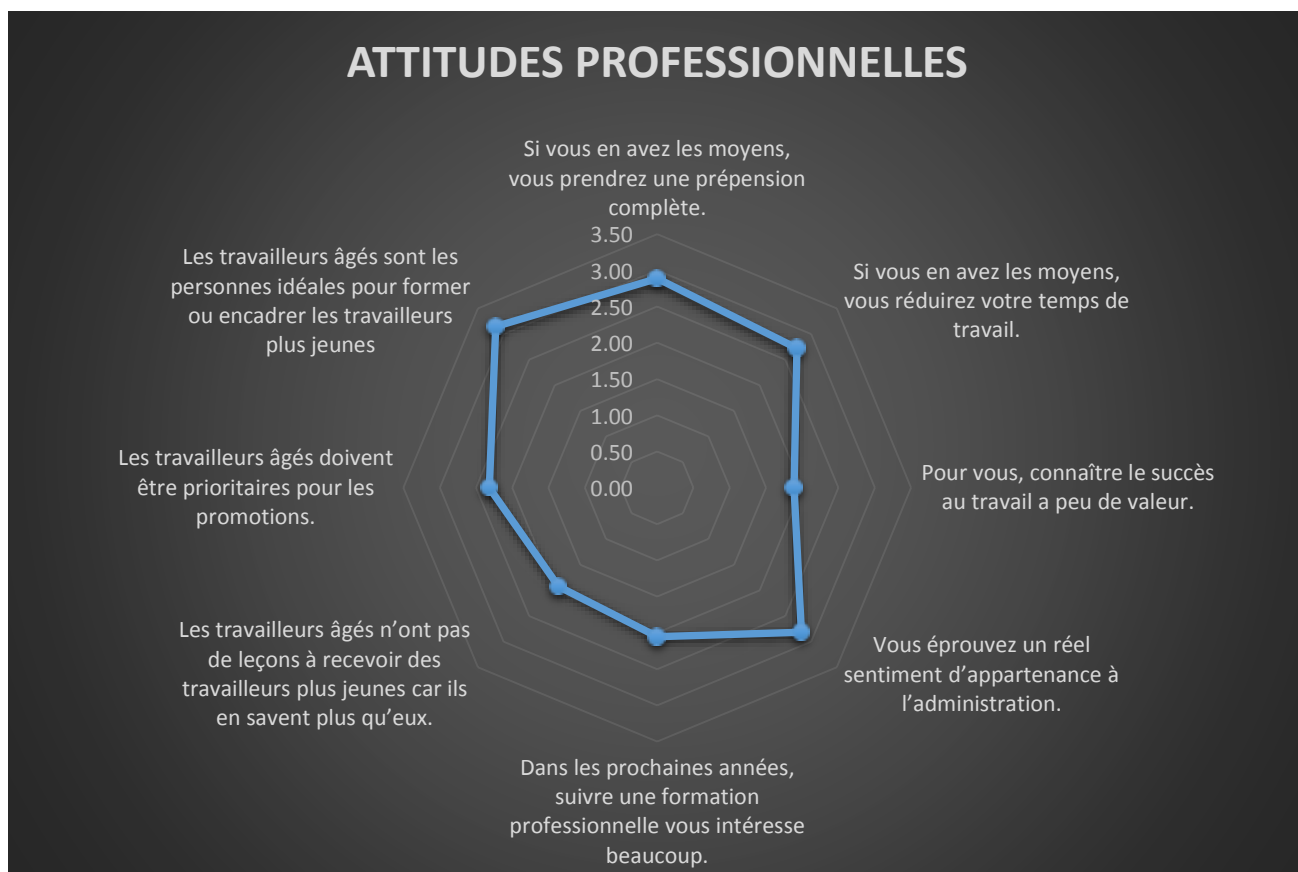 ATTITUDES PROFESSIONNELLES
Si vous en avez les moyens,
vous prendrez une prépension
complète.
Si vous en avez les moyens,
vous réduirez votre temps de
travail.
Pour vous, connaître le succès
au travail a peu de valeur.
Vous éprouvez un réel
sentiment d’appartenance à
l’administration.
Dans les prochaines années,
suivre une formation
professionnelle vous intéresse
beaucoup.
Les travailleurs âgés n’ont pas
de leçons à recevoir des
travailleurs plus jeunes car ils
en savent plus qu’eux.
Les travailleurs âgés doivent
être prioritaires pour les
promotions.
Les travailleurs âgés sont les
personnes idéales pour former
ou encadrer les travailleurs
plus jeunes
3.50
3.00
2.50
2.00
1.50
1.00
0.50
0.00